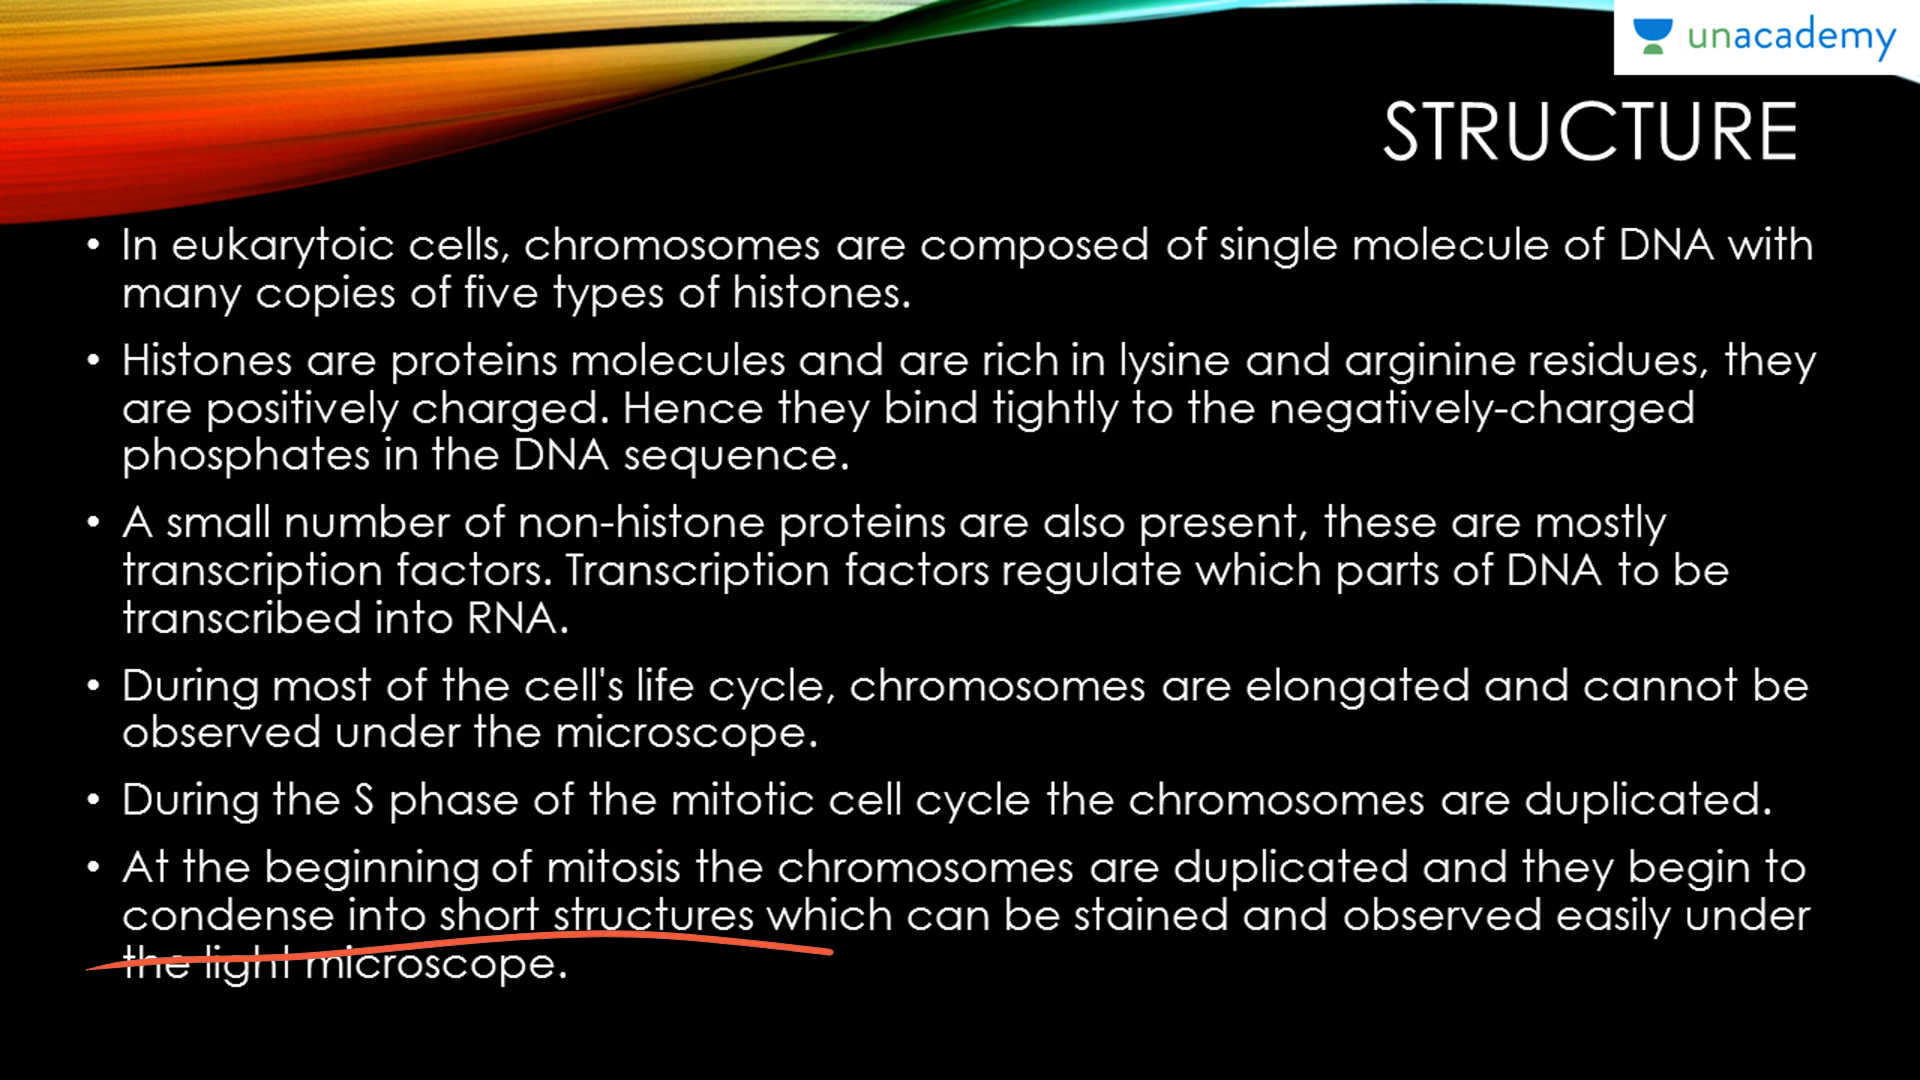 unacademy
STRUCTURE
• In eukarytoic cells, chromosomes are composed of single molecule of DNA with
many copies of five types of histones.
• Histones are proteins molecules and are rich in lysine and arginine residues, they
are positively charged. Hence they bind tightly to the negatively-charged
phosphates in the DNA sequence.
• A small number of non-histone proteins are also present, these are mostly
transcription factors. Transcription factors regulate which parts of DNA to be
transcribed into RNA.
• During most of the cell's life cycle, chromosomes are elongated and cannot be
observed under the microscope.
• During the S phase of the mitotic cell cycle the chromosomes are duplicated.
• At the beginning of mitosis the chromosomes are duplicated and they begin to
condense into short structures which can be stained and observed easily under
the light microscope.